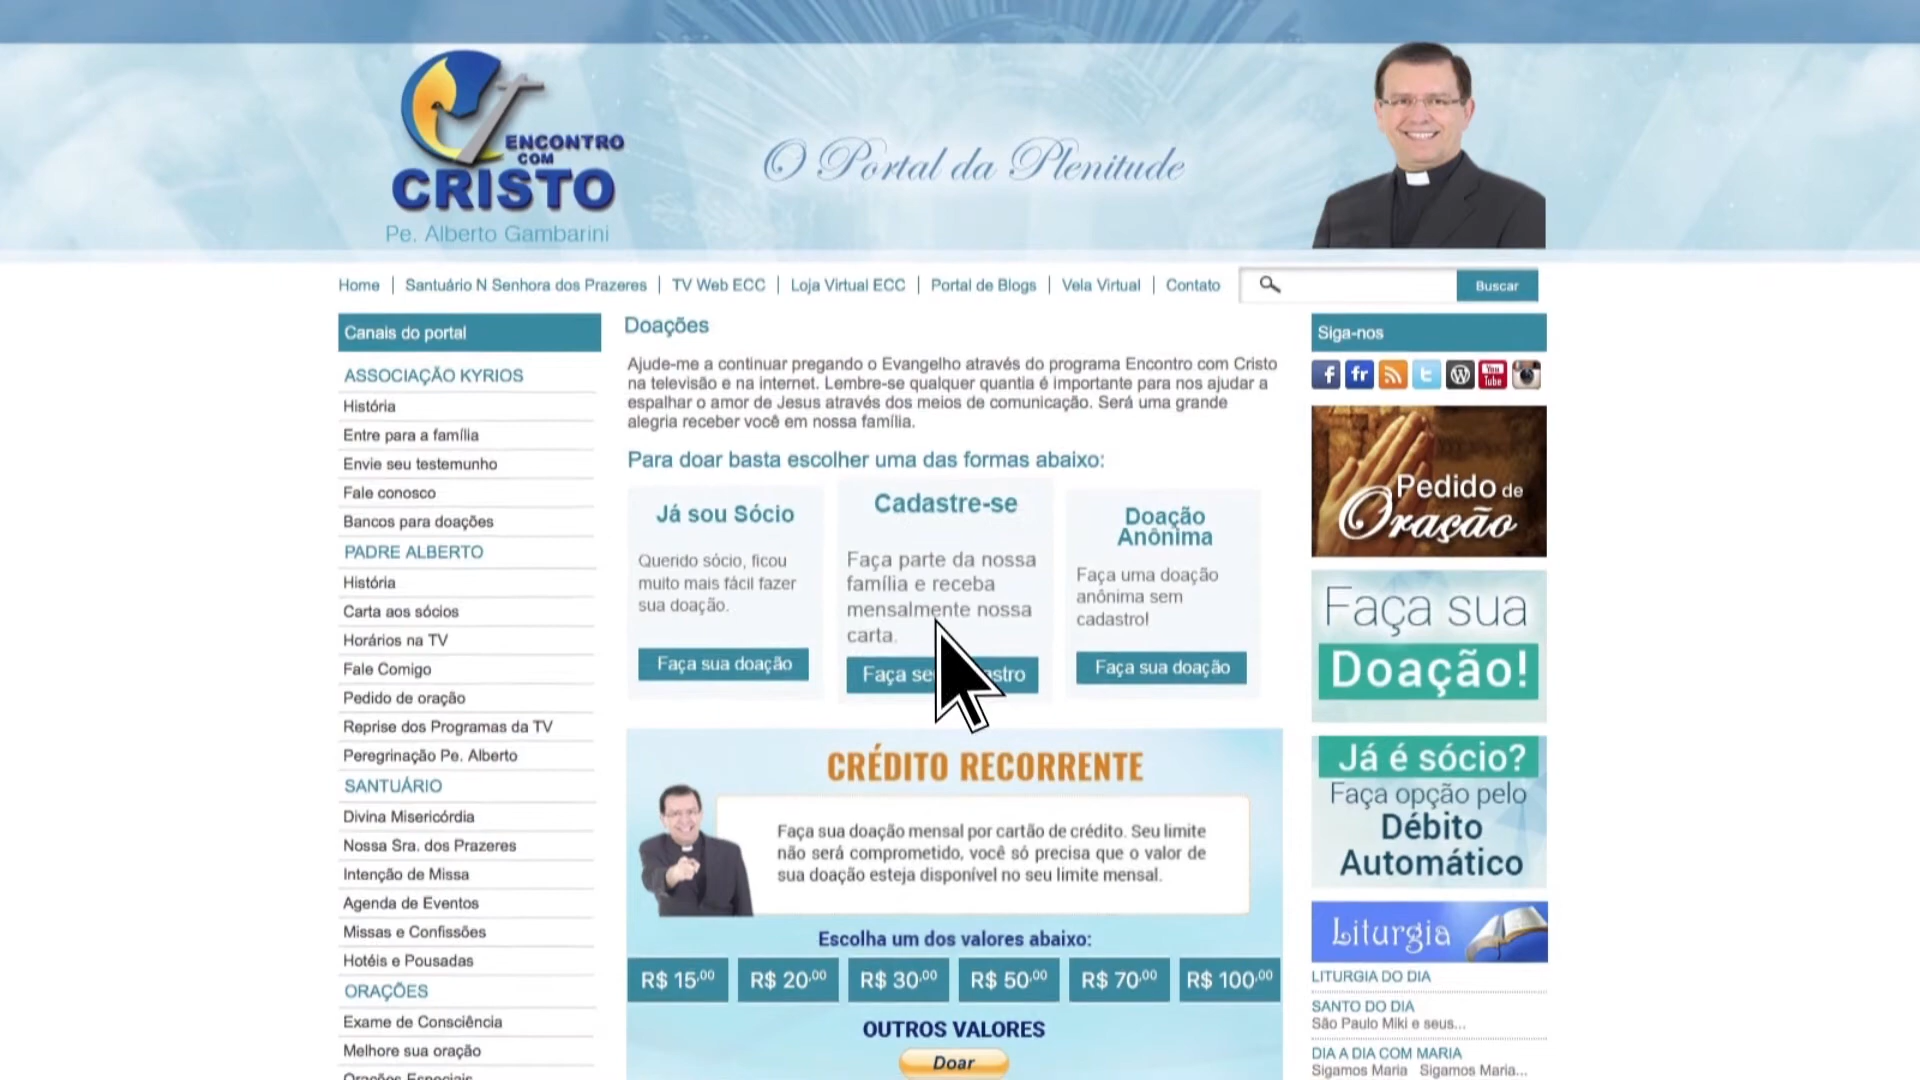 ENCONTRO
COM
CRISTO
Pe. Alberto Gambarini
O Portal da Plenitude
Home | Santuário N Senhora dos Prazeres | TV Web ECC | Loja Virtual ECC | Portal de Blogs | Vela Virtual | Contato
Buscar
Canais do portal
ASSOCIAÇÃO KYRIOS
História
Entre para a família
Envie seu testemunho
Fale conosco
Bancos para doações
PADRE ALBERTO
História
Carta aos sócios
Horários na TV
Fale Comigo
Pedido de oração
Reprise dos Programas da TV
Peregrinação Pe. Alberto
SANTUÁRIO
Divina Misericórdia
Nossa Sra. dos Prazeres
Intenção de Missa
Agenda de Eventos
Missas e Confissões
Hotéis e Pousadas
ORAÇÕES
Exame de Consciência
Melhore sua oração
Orações Especiais
Doações
Ajude-me a continuar pregando o Evangelho através do programa Encontro com Cristo
na televisão e na internet. Lembre-se qualquer quantia é importante para nos ajudar a
espalhar o amor de Jesus através dos meios de comunicação. Será uma grande
alegria receber você em nossa família.
Para doar basta escolher uma das formas abaixo:
Já sou Sócio
Querido sócio, ficou
muito mais fácil fazer
sua doação.
Faça sua doação
Cadastre-se
Faça parte da nossa
família e receba
mensalmente nossa
carta.
Faça se stro
Doação
Anônima
Faça uma doação
anônima sem
cadastro!
Faça sua doação
CRÉDITO RECORRENTE
Faça sua doação mensal por cartão de crédito. Seu limite
não será comprometido, você só precisa que o valor de
sua doação esteja disponível no seu limite mensal.
Escolha um dos valores abaixo:
R$ 15,00 R$ 20,00 R$ 30,00 R$ 50,00 R$ 70,00 R$ 100,00
OUTROS VALORES
Doar
Siga-nos
You
Tube
Pedido de
Oração
Faça sua
Doação!
Já é sócio?
Faça opção pelo
Débito
Automático
Liturgia
LITURGIA DO DIA
SANTO DO DIA
São Paulo Miki e seus...
DIA A DIA COM MARIA
Sigamos Maria Sigamos Maria...